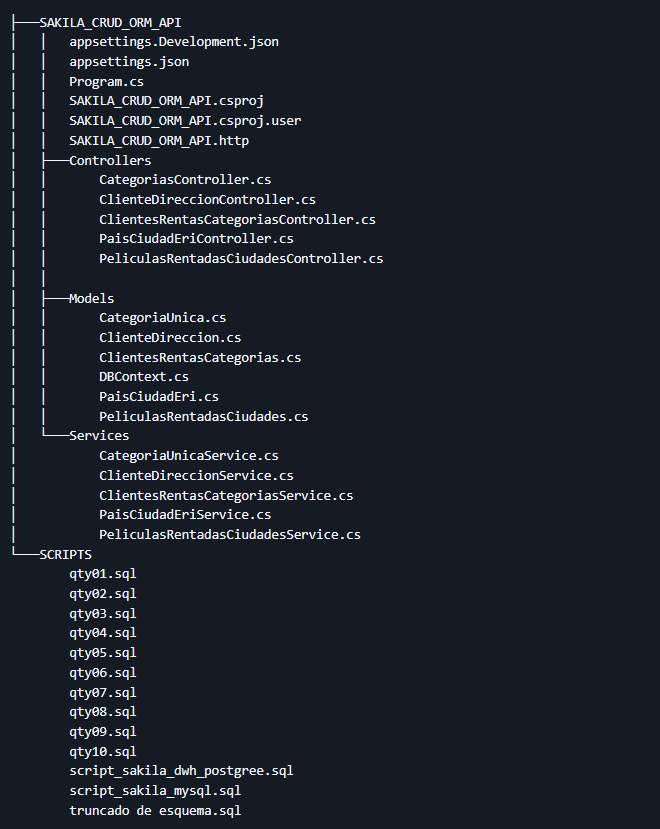 ├───SAKILA_CRUD_ORM_API
│   │   appsettings.Development.json
│   │   appsettings.json
│   │   Program.cs
│   │   SAKILA_CRUD_ORM_API.csproj
│   │   SAKILA_CRUD_ORM_API.csproj.user
│   │   SAKILA_CRUD_ORM_API.http
│   ├───Controllers
│   │       CategoriasController.cs
│   │       ClienteDireccionController.cs
│   │       ClientesRentasCategoriasController.cs
│   │       PaisCiudadEriController.cs
│   │       PeliculasRentadasCiudadesController.cs
│   │
│   ├───Models
│   │       CategoriaUnica.cs
│   │       ClienteDireccion.cs
│   │       ClientesRentasCategorias.cs
│   │       DBContext.cs
│   │       PaisCiudadEri.cs
│   │       PeliculasRentadasCiudades.cs
│   └───Services
│           CategoriaUnicaService.cs
│           ClienteDireccionService.cs
│           ClientesRentasCategoriasService.cs
│           PaisCiudadEriService.cs
│           PeliculasRentadasCiudadesService.cs
└───SCRIPTS
        qty01.sql
        qty02.sql
        qty03.sql
        qty04.sql
        qty05.sql
        qty06.sql
        qty07.sql
        qty08.sql
        qty09.sql
        qty10.sql
        script_sakila_dwh_postgree.sql
        script_sakila_mysql.sql
        truncado de esquema.sql